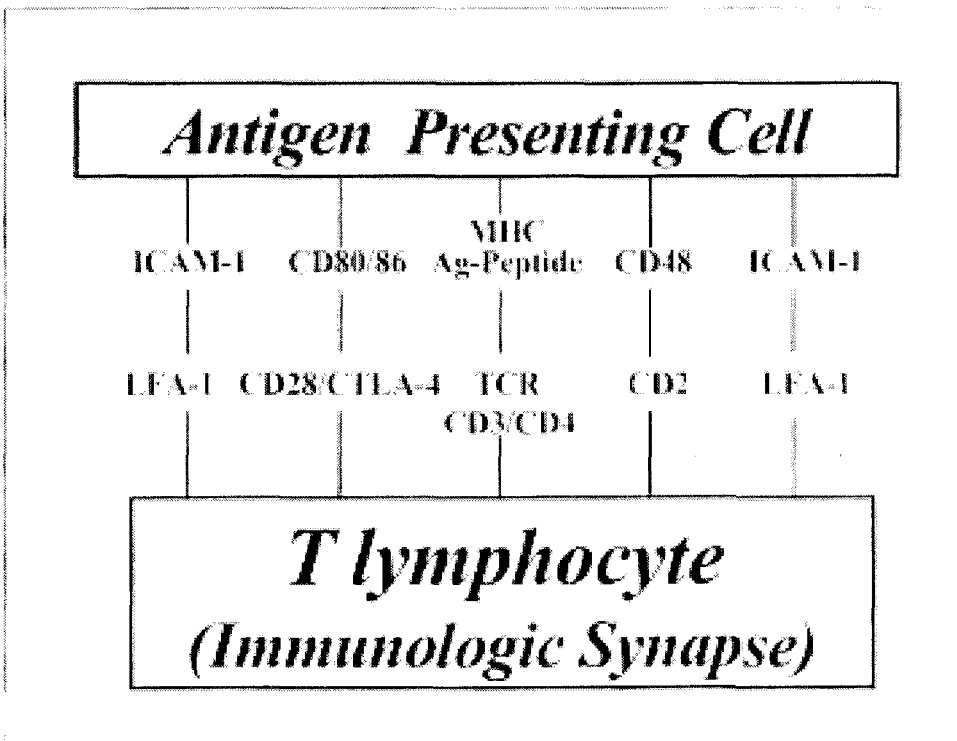 Antigen Presenting Cell
MHC
ICAM-1 CD80/86 Ag-Peptide CD48 ICAM-1
LFA-1 CD28/CTLA-4 TCR CD2 LFA-1
CD3/CD4
T lymphocyte
(Immunologic Synapse)